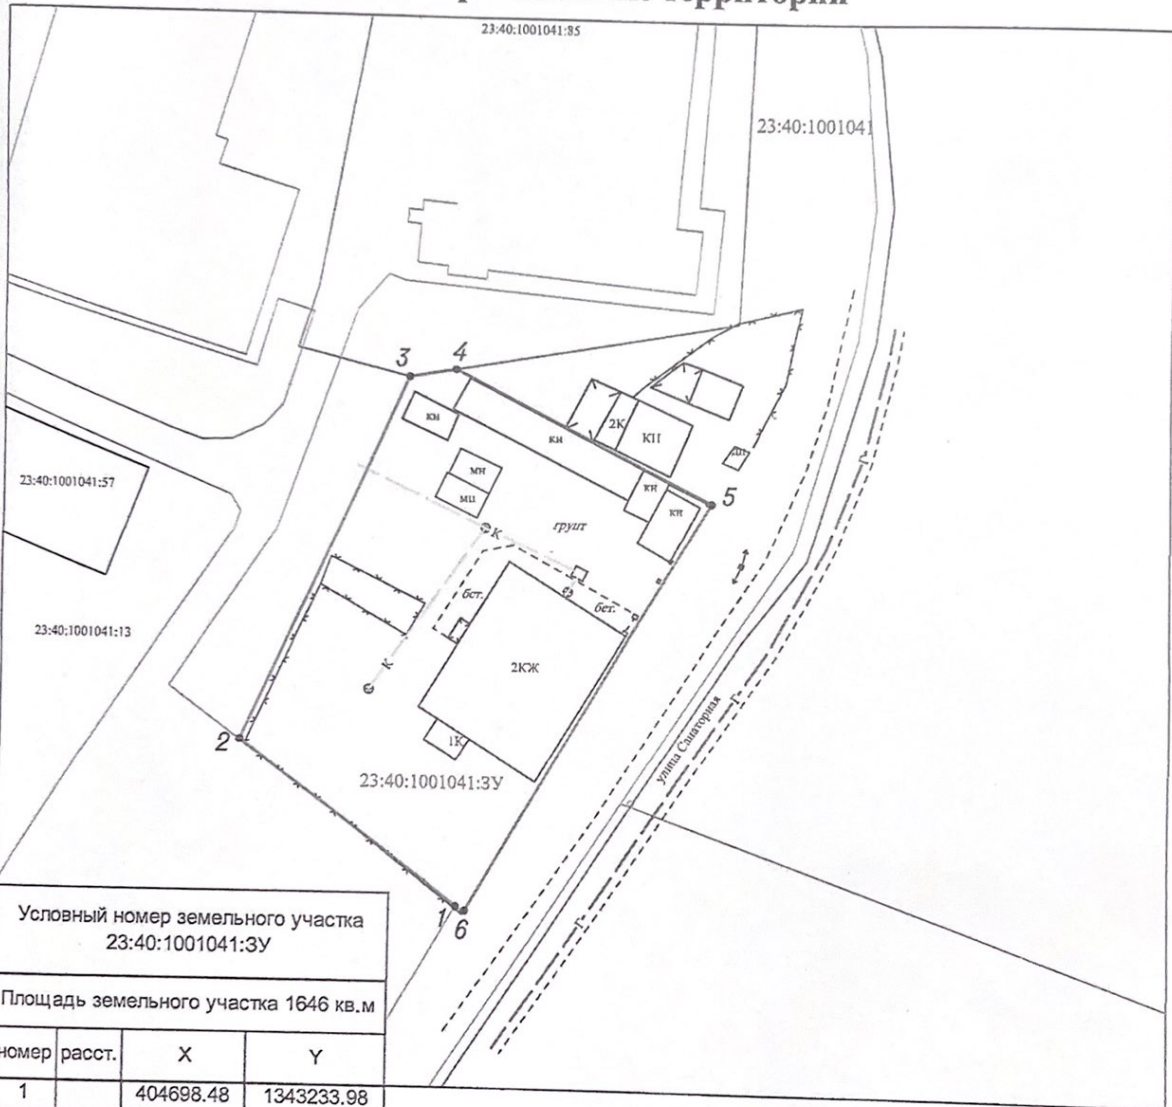 территории
23:40:1001041:85
23:40:1001041
3
4
2К
КН
кн
кн
дп
23:40:1001041:57
мн
мц
кн
кн
5
К
грунт
23:40:1001041:13
бет.
бет.
2КЖ
К
2
1К
23:40:1001041:ЗУ
улица Санаторная
Г
Г
Г
1
6
Условный номер земельного участка
23:40:1001041:ЗУ
Площадь земельного участка 1646 кв.м
номер расст. X Y
1 404698.48 1343233.98